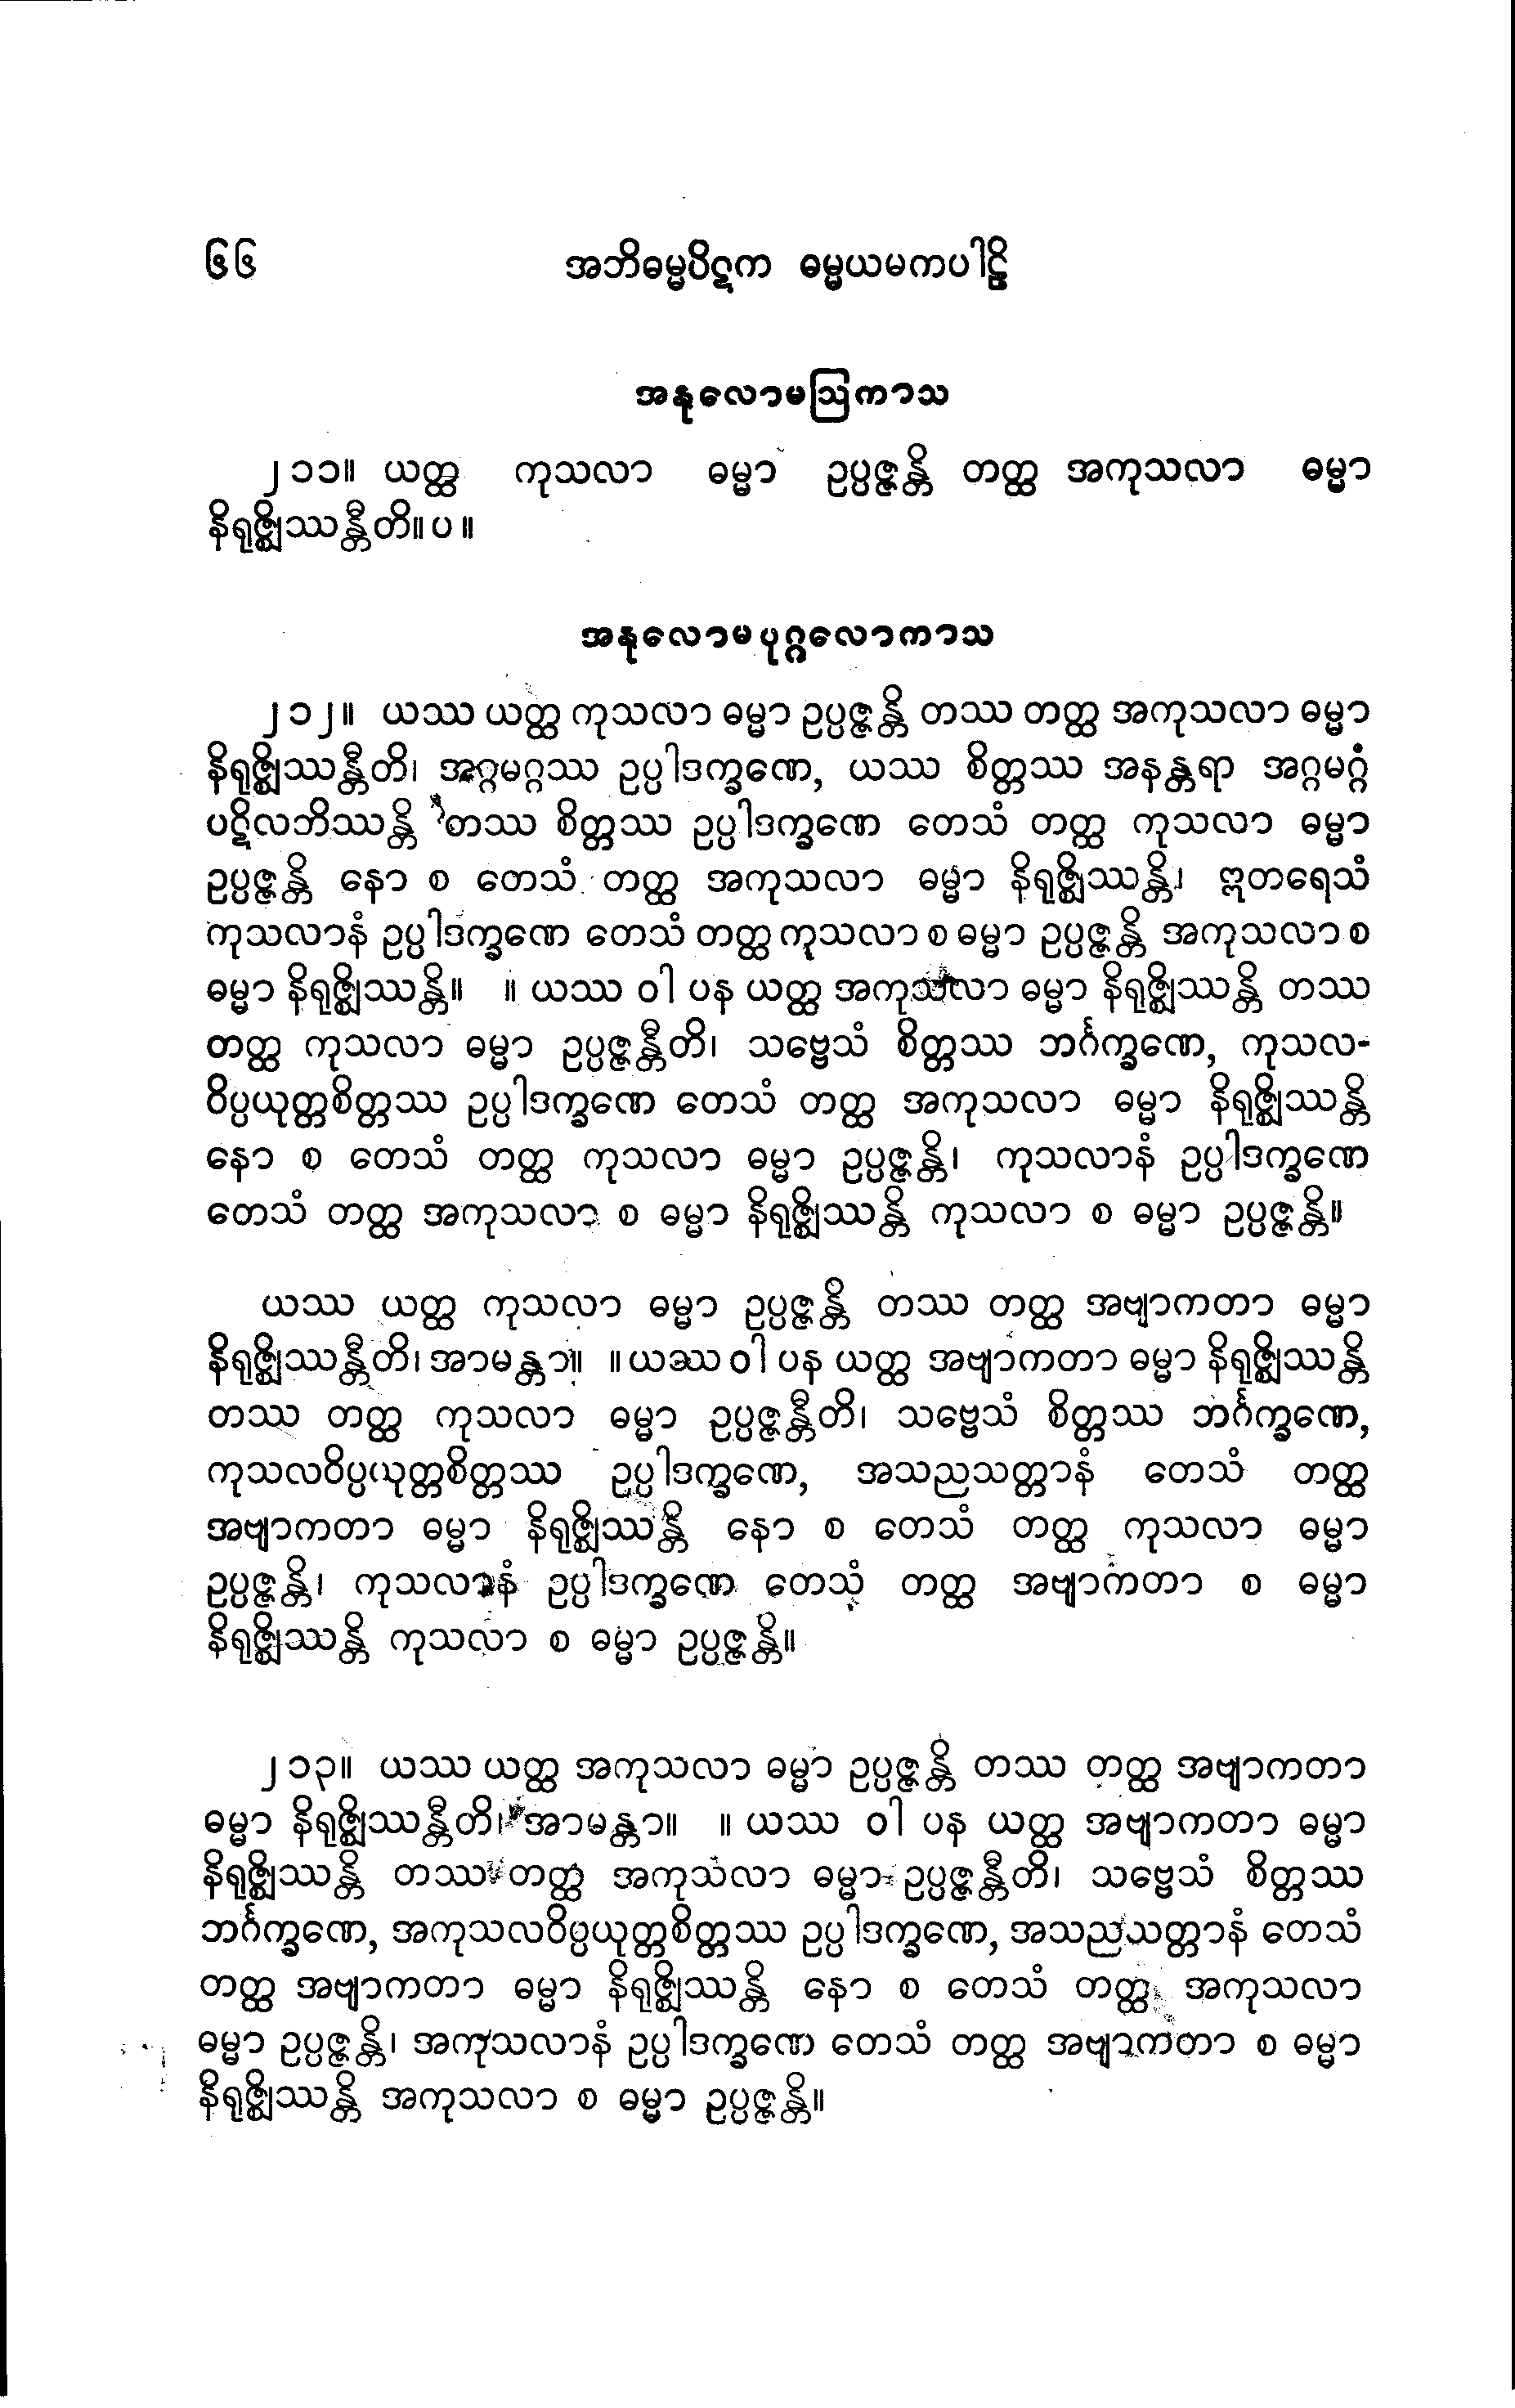 ၆၆ အဘိဓမ္မပိဋက ဓမ္မယမကပါဠိ
အနုလောမဩကာသ
၂၁၁။ ယတ္ထ ကုသလာ ဓမ္မာ ဥပ္ပဇ္ဇန္တိ တတ္ထ အကုသလာ ဓမ္မာ
နိရုဇ္ဈိဿန္တီတိ။ပ။
အနုလောမပုဂ္ဂလောကာသ
၂၁၂။ ယဿ ယတ္ထ ကုသလာ ဓမ္မာ ဥပ္ပဇ္ဇန္တိ တဿ တတ္ထ အကုသလာ ဓမ္မာ
နိရုဇ္ဈိဿန္တီတိ၊ အဂ္ဂမဂ္ဂဿ ဥပ္ပါဒက္ခဏေ, ယဿ စိတ္တဿ အနန္တရာ အဂ္ဂမဂ္ဂံ
ပဋိလဘိဿန္တိ တဿ စိတ္တဿ ဥပ္ပါဒက္ခဏေ တေသံ တတ္ထ ကုသလာ ဓမ္မာ
ဥပ္ပဇ္ဇန္တိ နော စ တေသံ တတ္ထ အကုသလာ ဓမ္မာ နိရုဇ္ဈိဿန္တိ၊ ဣတရေသံ
ကုသလာနံ ဥပ္ပါဒက္ခဏေ တေသံ တတ္ထ ကုသလာ စ ဓမ္မာ ဥပ္ပဇ္ဇန္တိ အကုသလာ စ
ဓမ္မာ နိရုဇ္ဈိဿန္တိ။ ။ ယဿ ဝါ ပန ယတ္ထ အကုသလာ ဓမ္မာ နိရုဇ္ဈိဿန္တိ တဿ
တတ္ထ ကုသလာ ဓမ္မာ ဥပ္ပဇ္ဇန္တီတိ၊ သဗ္ဗေသံ စိတ္တဿ ဘင်္ဂက္ခဏေ, ကုသလ-
ဝိပ္ပယုတ္တစိတ္တဿ ဥပ္ပါဒက္ခဏေ တေသံ တတ္ထ အကုသလာ ဓမ္မာ နိရုဇ္ဈိဿန္တိ
နော စ တေသံ တတ္ထ ကုသလာ ဓမ္မာ ဥပ္ပဇ္ဇန္တိ၊ ကုသလာနံ ဥပ္ပါဒက္ခဏေ
တေသံ တတ္ထ အကုသလာ စ ဓမ္မာ နိရုဇ္ဈိဿန္တိ ကုသလာ စ ဓမ္မာ ဥပ္ပဇ္ဇန္တိ။
ယဿ ယတ္ထ ကုသလာ ဓမ္မာ ဥပ္ပဇ္ဇန္တိ တဿ တတ္ထ အဗျာကတာ ဓမ္မာ
နိရုဇ္ဈိဿန္တီတိ၊ အာမန္တာ။ ။ ယဿ ဝါ ပန ယတ္ထ အဗျာကတာ ဓမ္မာ နိရုဇ္ဈိဿန္တိ
တဿ တတ္ထ ကုသလာ ဓမ္မာ ဥပ္ပဇ္ဇန္တီတိ၊ သဗ္ဗေသံ စိတ္တဿ ဘင်္ဂက္ခဏေ,
ကုသလဝိပ္ပယုတ္တစိတ္တဿ ဥပ္ပါဒက္ခဏေ, အသညသတ္တာနံ တေသံ တတ္ထ
အဗျာကတာ ဓမ္မာ နိရုဇ္ဈိဿန္တိ နော စ တေသံ တတ္ထ ကုသလာ ဓမ္မာ
ဥပ္ပဇ္ဇန္တိ၊ ကုသလာနံ ဥပ္ပါဒက္ခဏေ တေသံ တတ္ထ အဗျာကတာ စ ဓမ္မာ
နိရုဇ္ဈိဿန္တိ ကုသလာ စ ဓမ္မာ ဥပ္ပဇ္ဇန္တိ။
၂၁၃။ ယဿ ယတ္ထ အကုသလာ ဓမ္မာ ဥပ္ပဇ္ဇန္တိ တဿ တတ္ထ အဗျာကတာ
ဓမ္မာ နိရုဇ္ဈိဿန္တီတိ၊ အာမန္တာ။ ။ ယဿ ဝါ ပန ယတ္ထ အဗျာကတာ ဓမ္မာ
နိရုဇ္ဈိဿန္တိ တဿ တတ္ထ အကုသလာ ဓမ္မာ ဥပ္ပဇ္ဇန္တီတိ၊ သဗ္ဗေသံ စိတ္တဿ
ဘင်္ဂက္ခဏေ, အကုသလဝိပ္ပယုတ္တစိတ္တဿ ဥပ္ပါဒက္ခဏေ, အသညသတ္တာနံ တေသံ
တတ္ထ အဗျာကတာ ဓမ္မာ နိရုဇ္ဈိဿန္တိ နော စ တေသံ တတ္ထ အကုသလာ
ဓမ္မာ ဥပ္ပဇ္ဇန္တိ၊ အကုသလာနံ ဥပ္ပါဒက္ခဏေ တေသံ တတ္ထ အဗျာကတာ စ ဓမ္မာ
နိရုဇ္ဈိဿန္တိ အကုသလာ စ ဓမ္မာ ဥပ္ပဇ္ဇန္တိ။